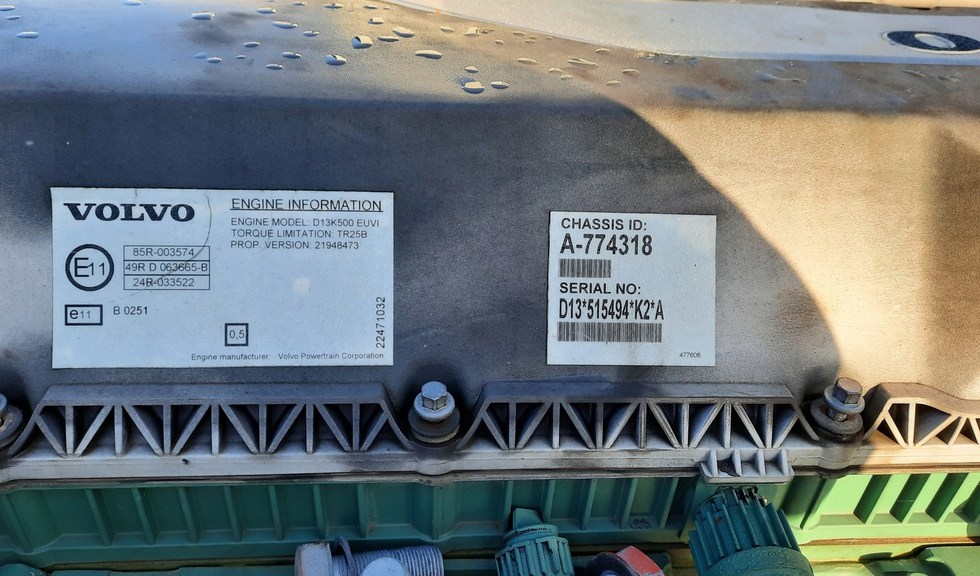 VOLVO
ENGINE INFORMATION
ENGINE MODEL: D13K500 EUVI
TORQUE LIMITATION: TR25B
PROP. VERSION: 21948473
E11
85R-003574
49R D 063665-B
24R-033522
e11
B 0251
0,5
22471032
Engine manufacturer: Volvo Powertrain Corporation
CHASSIS ID:
A-774318
SERIAL NO:
D13*515494*K2*A
477606